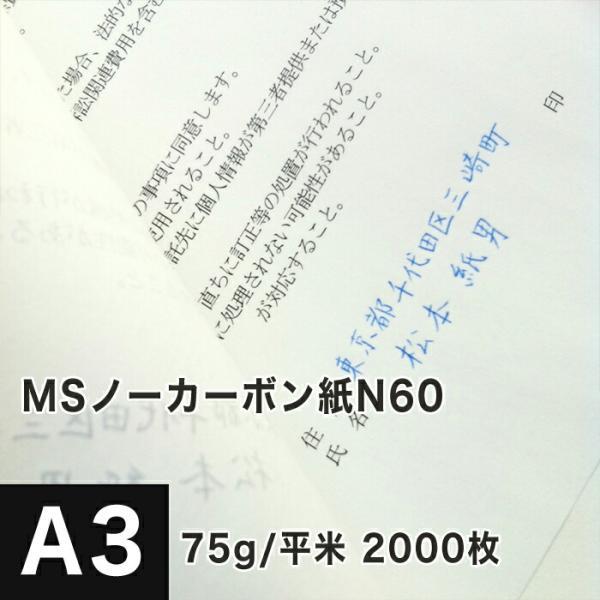 た場合、法的な
訟関連費用を含む
の事項に同意します。
使用されること。
託先に個人情報が第三者提供または
直ちに訂正等の処置が行われること。
に処理されない可能性があること。
が対応すること。
印
東京都千代田区三崎町
松本 紙男
住
氏名
MSノーカーボン紙N60
A3
75g/平米 2000枚